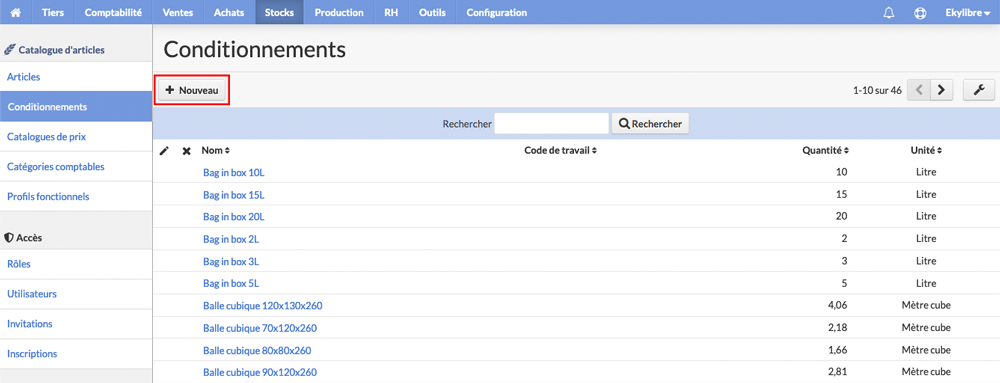 Tiers Comptabilité Ventes Achats Stocks Production RH Outils Configuration Ekylibre
Catalogue d'articles
Articles
Conditionnements
Catalogues de prix
Catégories comptables
Profils fonctionnels
Accès
Rôles
Utilisateurs
Invitations
Inscriptions
Conditionnements
Nouveau
1-10 sur 46
Rechercher Rechercher
Nom Code de travail Quantité Unité
Bag in box 10L 10 Litre
Bag in box 15L 15 Litre
Bag in box 20L 20 Litre
Bag in box 2L 2 Litre
Bag in box 3L 3 Litre
Bag in box 5L 5 Litre
Balle cubique 120x130x260 4,06 Mètre cube
Balle cubique 70x120x260 2,18 Mètre cube
Balle cubique 80x80x260 1,66 Mètre cube
Balle cubique 90x120x260 2,81 Mètre cube